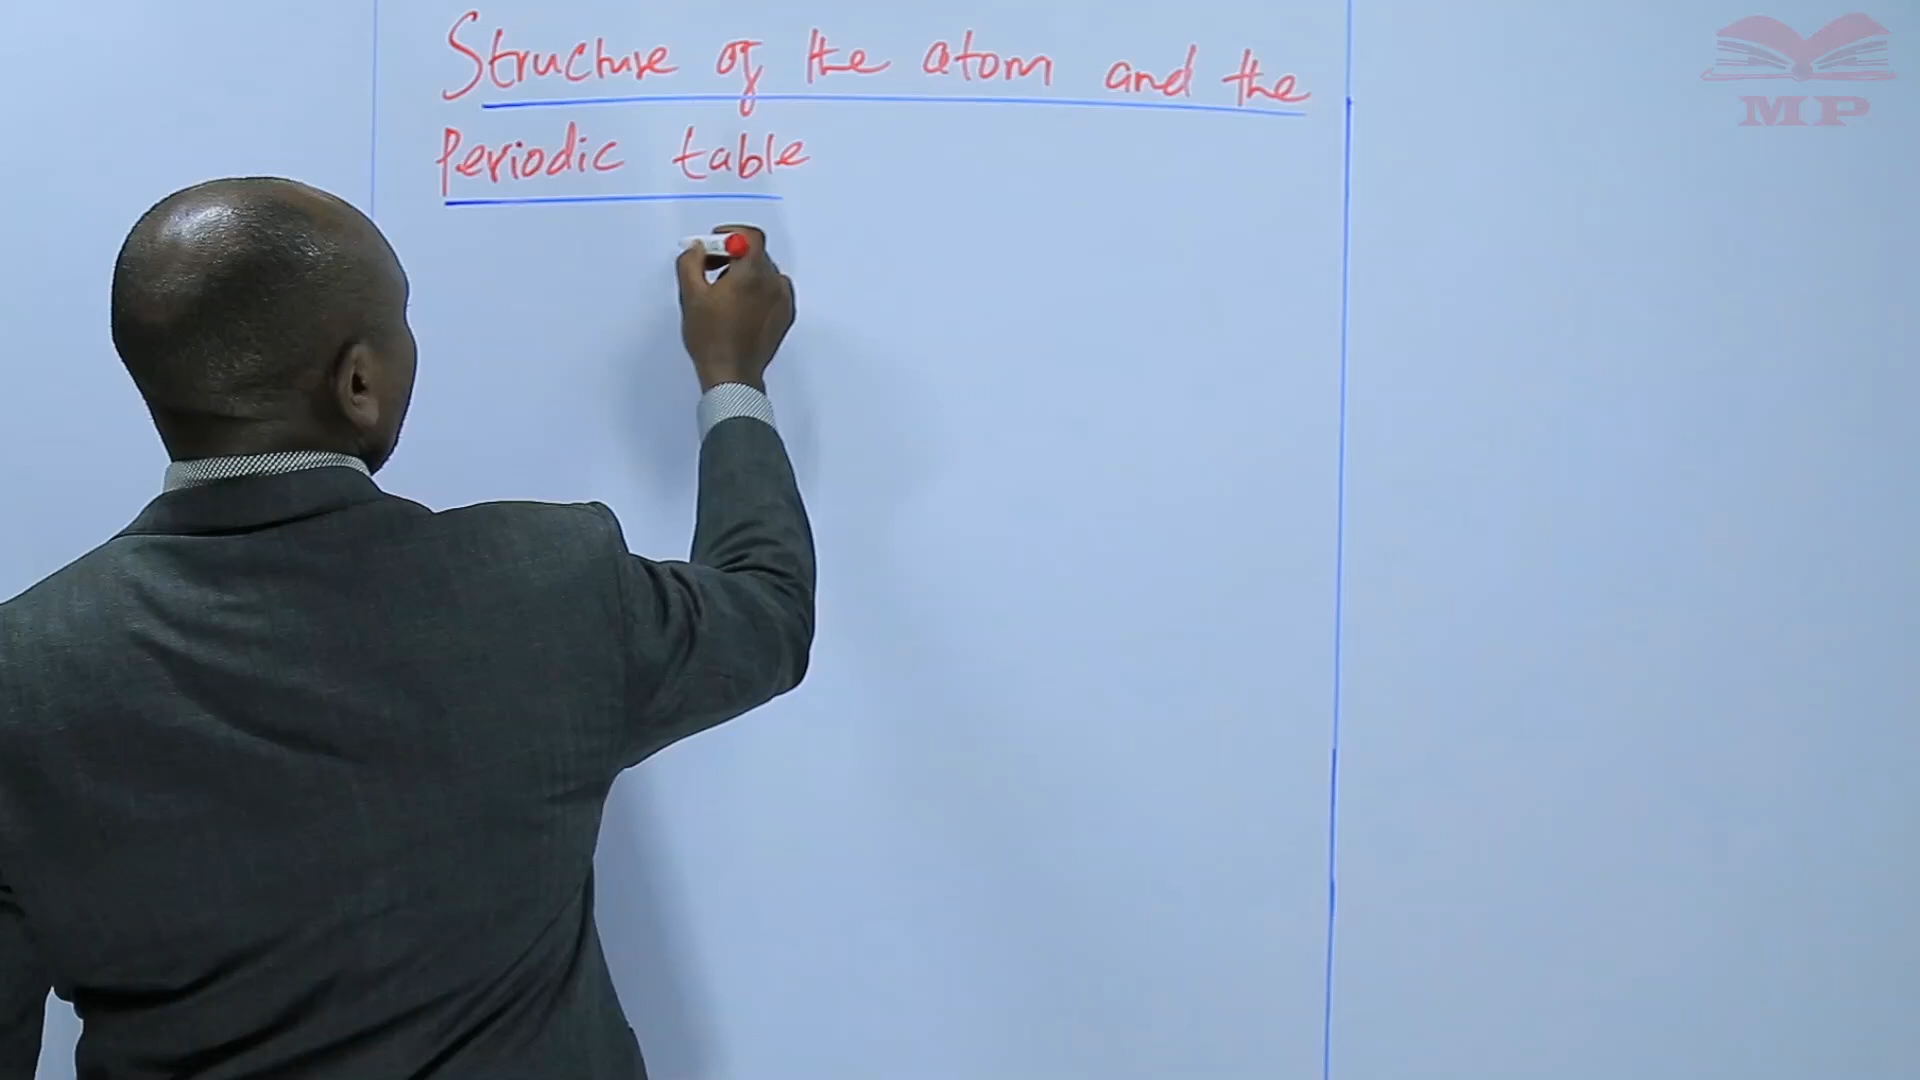 Structure of the atom and the
Periodic table
MP